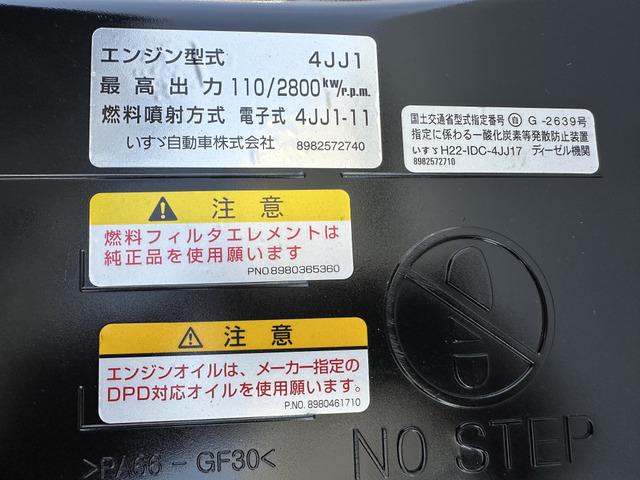 エンジン型式 4JJ1
最高出力 110/2800kw/r.p.m.
燃料噴射方式 電子式 4JJ1-11
いすゞ自動車株式会社 8982572740
国土交通省型式指定番号 自 G-2639号
指定に係わる一酸化炭素等発散防止装置
いすゞH22-IDC-4JJ17 ディーゼル機関
8982572710
注意
燃料フィルタエレメントは
純正品を使用願います
PNO.8980365360
注意
エンジンオイルは、メーカー指定の
DPD対応オイルを使用願います。
P.NO. 8980461710
NO STEP
>PA66-GF30<